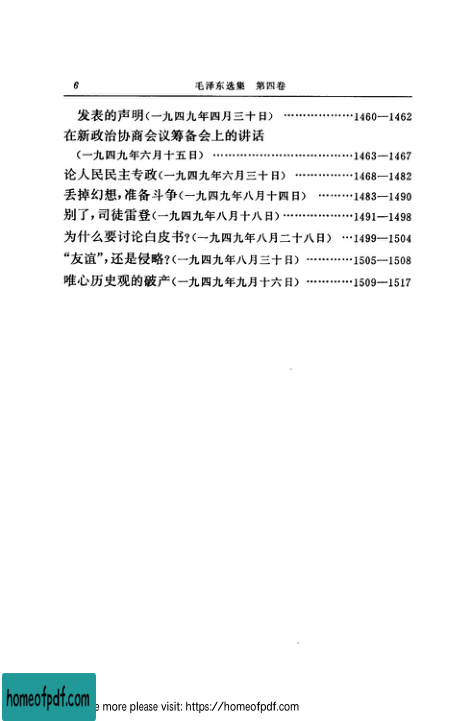 6 毛泽东选集 第四卷
发表的声明(一九四九年四月三十日) ………………1460—1462
在新政治协商会议筹备会上的讲话
(一九四九年六月十五日) ………………………………1463—1467
论人民民主专政(一九四九年六月三十日) ……………1468—1482
丢掉幻想,准备斗争(一九四九年八月十四日) ………1483—1490
别了,司徒雷登(一九四九年八月十八日)………………1491—1498
为什么要讨论白皮书?(一九四九年八月二十八日) …1499—1504
“友谊”,还是侵略?(一九四九年八月三十日) …………1505—1508
唯心历史观的破产(一九四九年九月十六日) …………1509—1517
homeofpdf.com
more please visit: https://homeofpdf.com